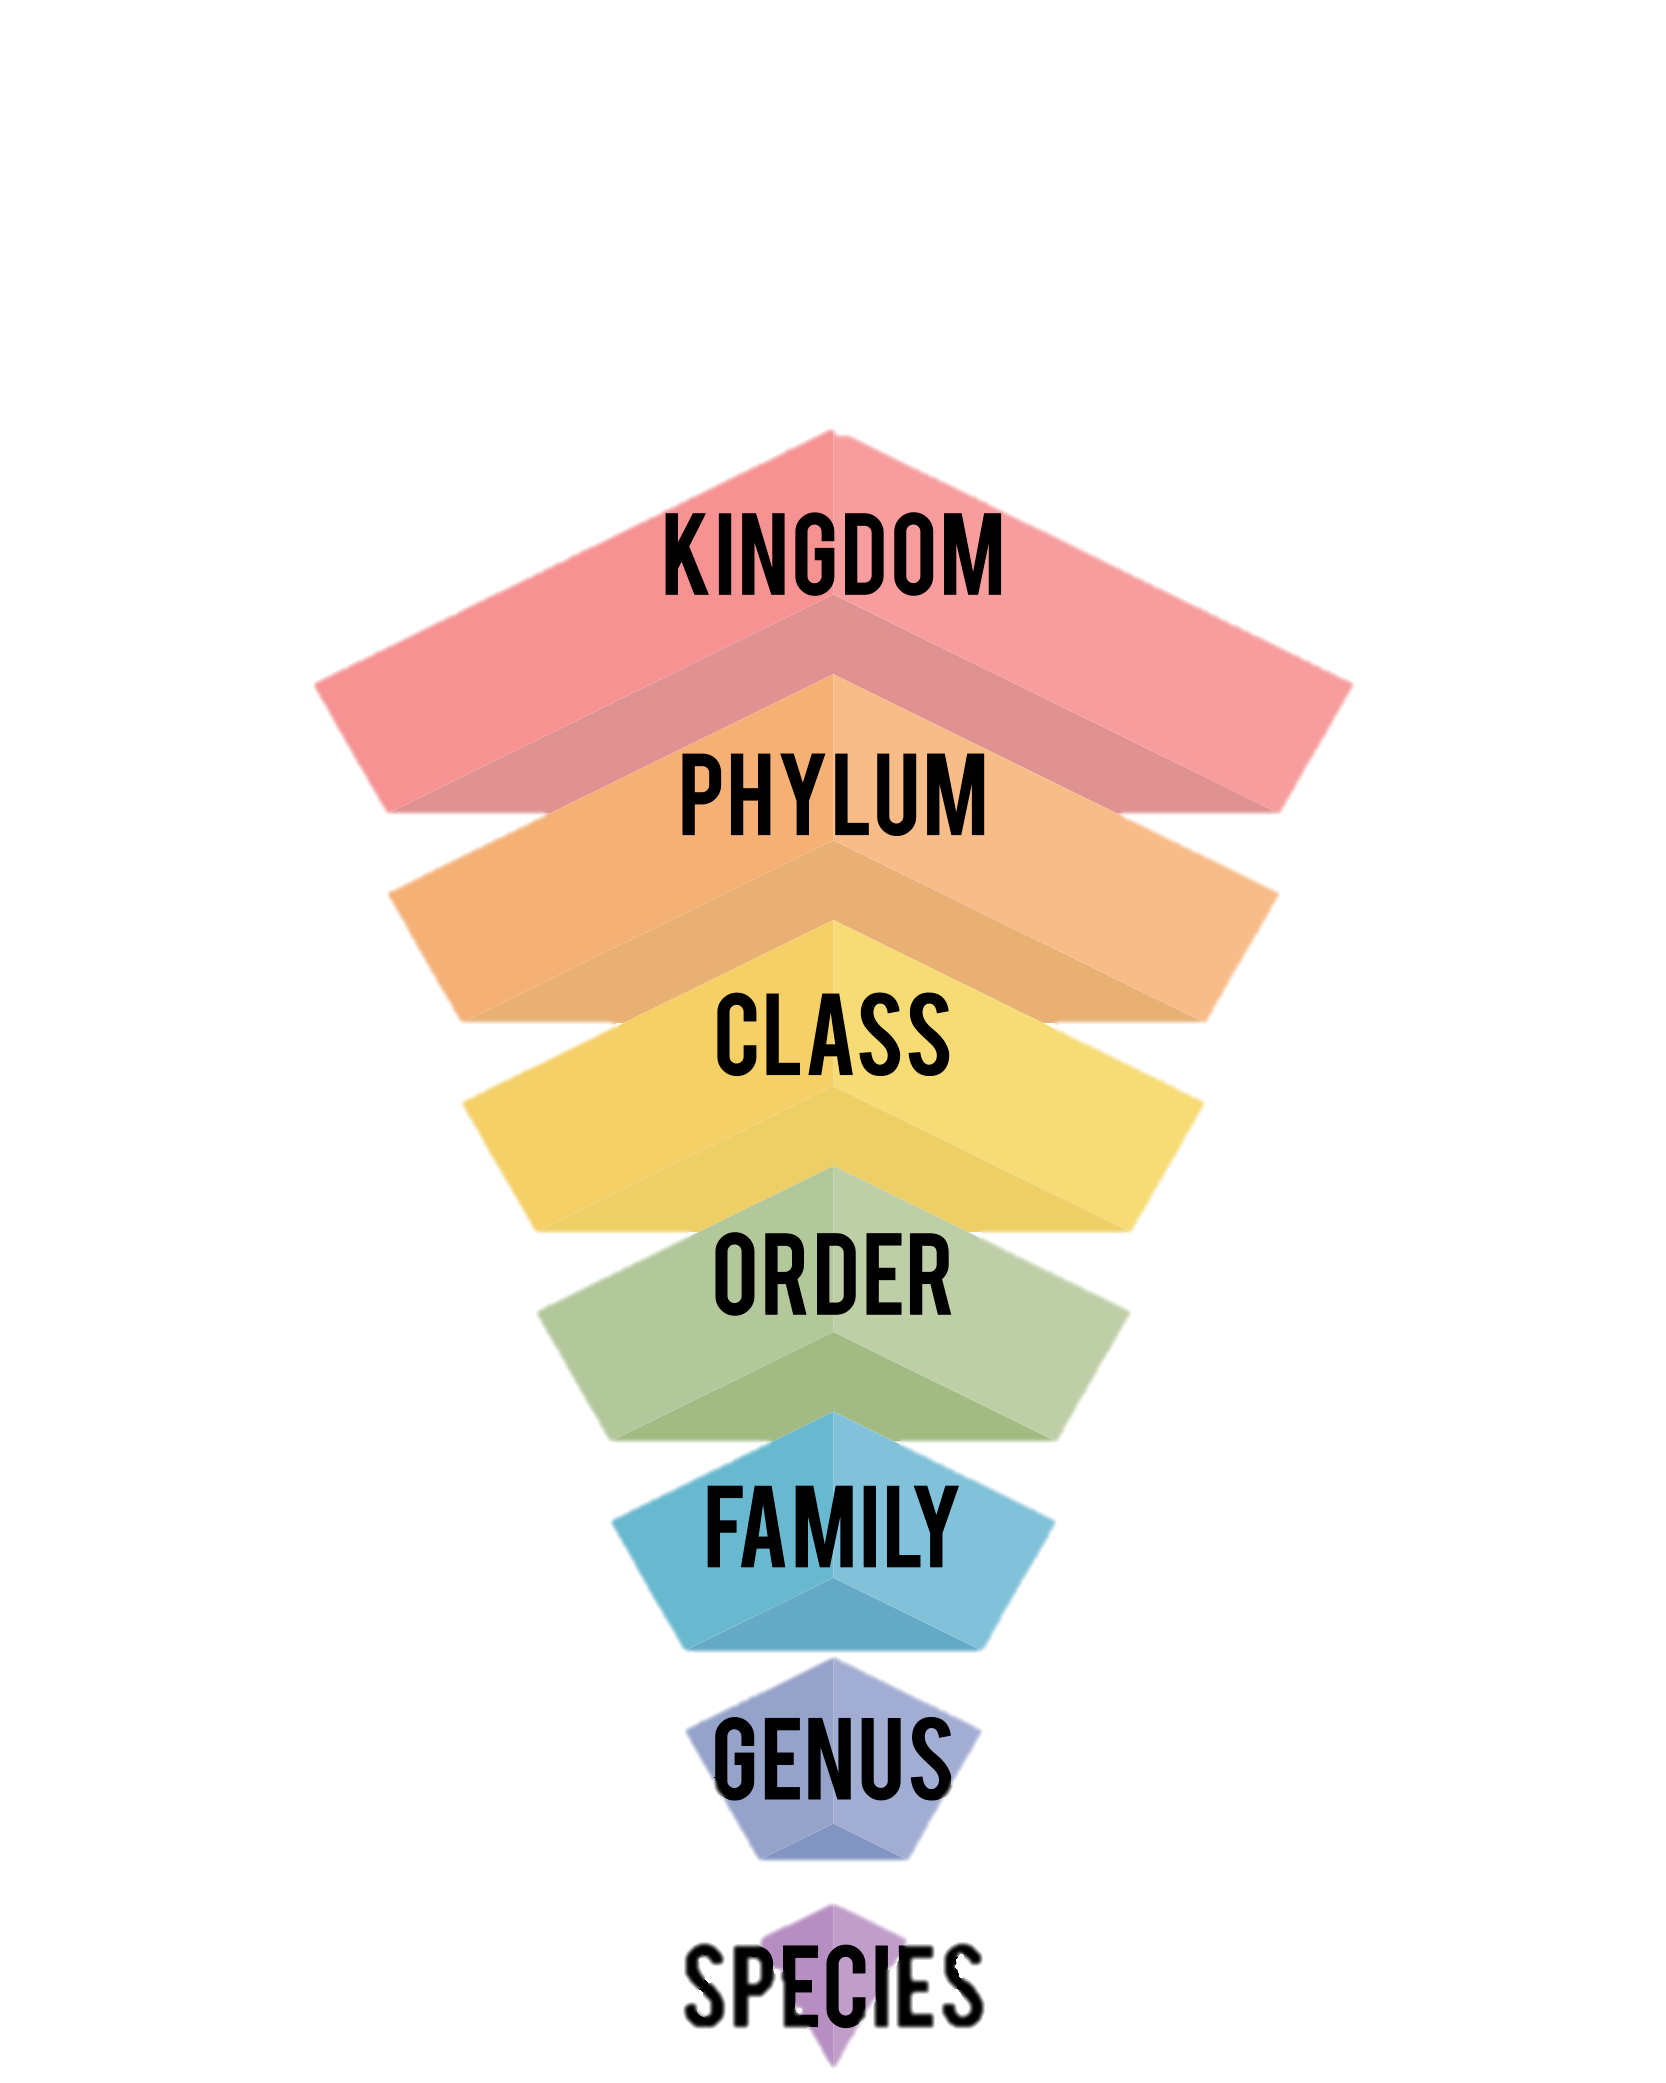 KINGDOM
PHYLUM
CLASS
ORDER
FAMILY
GENUS
SPECIES